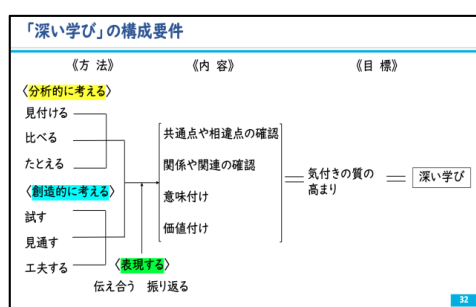 「深い学び」の構成要件
《方 法》 《内 容》 《目 標》
〈分析的に考える〉
見付ける
比べる
たとえる
〈創造的に考える〉
試す
見通す
工夫する
〈表現する〉
伝え合う 振り返る
共通点や相違点の確認
関係や関連の確認
意味付け
価値付け
気付きの質の
高まり
深い学び
32